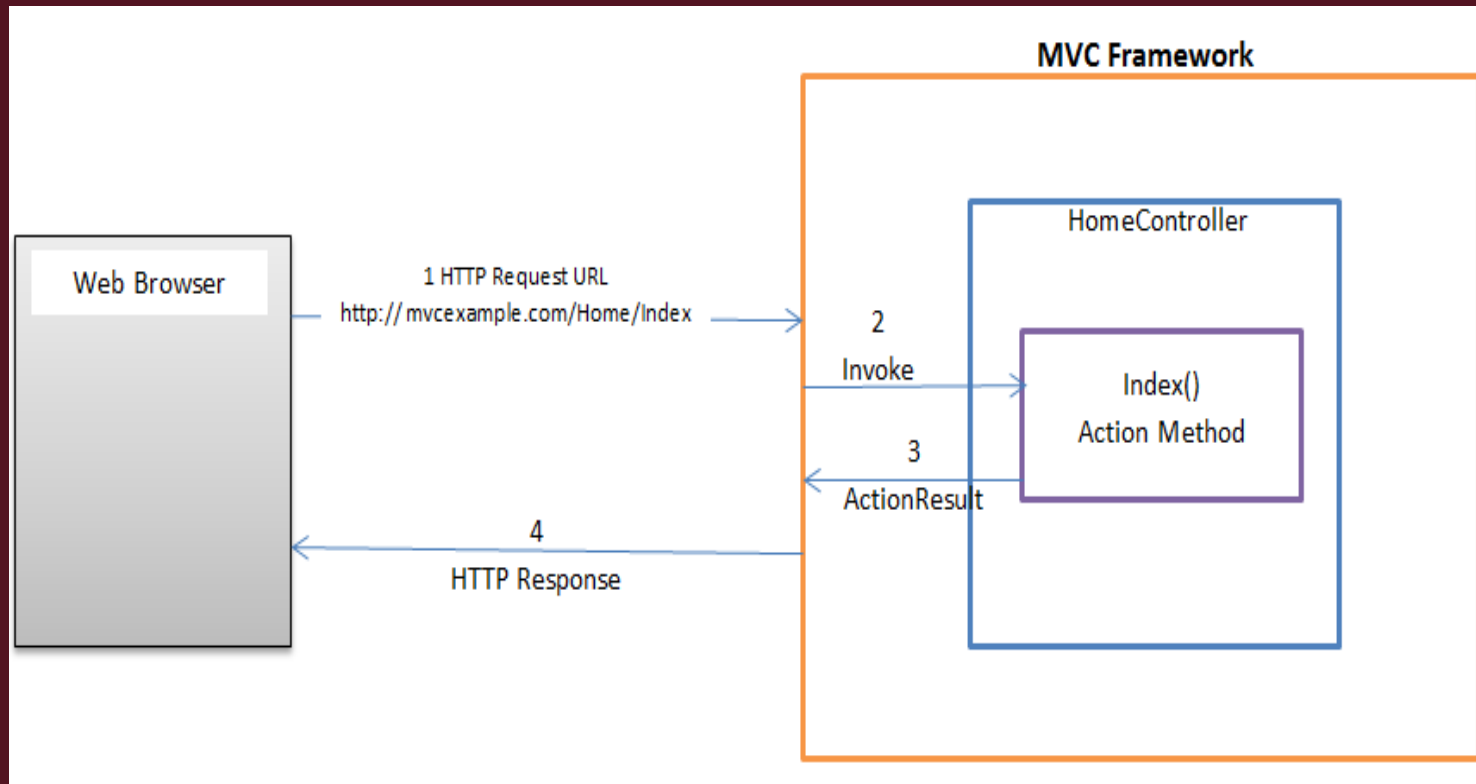 MVC Framework
HomeController
Web Browser
1 HTTP Request URL
http:// mvcexample.com/Home/Index
2
Invoke
Index()
Action Method
3
ActionResult
4
HTTP Response